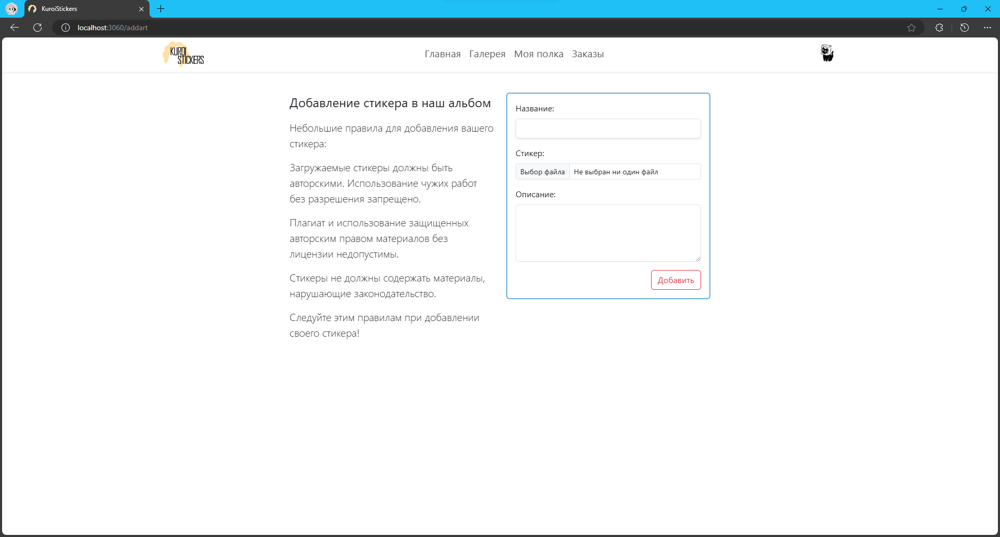 KuroiStickers
localhost:3060/addart
KUROI
STICKERS
Главная Галерея Моя полка Заказы
Добавление стикера в наш альбом
Небольшие правила для добавления вашего
стикера:
Загружаемые стикеры должны быть
авторскими. Использование чужих работ
без разрешения запрещено.
Плагиат и использование защищенных
авторским правом материалов без
лицензии недопустимы.
Стикеры не должны содержать материалы,
нарушающие законодательство.
Следуйте этим правилам при добавлении
своего стикера!
Название:
Стикер:
Выбор файла Не выбран ни один файл
Описание:
Добавить